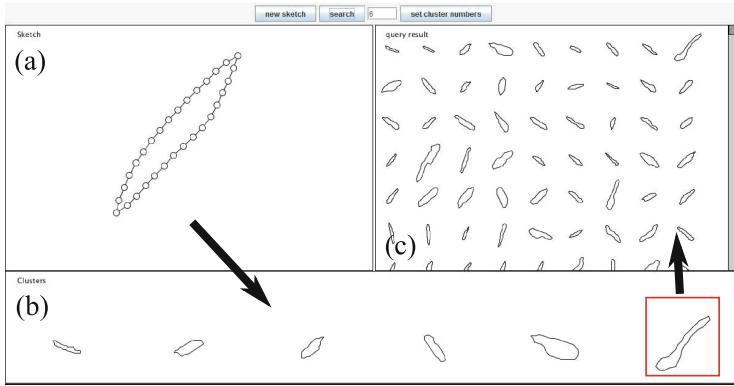 new sketch search 6 set cluster numbers
Sketch
(a)
query result
(c)
Clusters
(b)